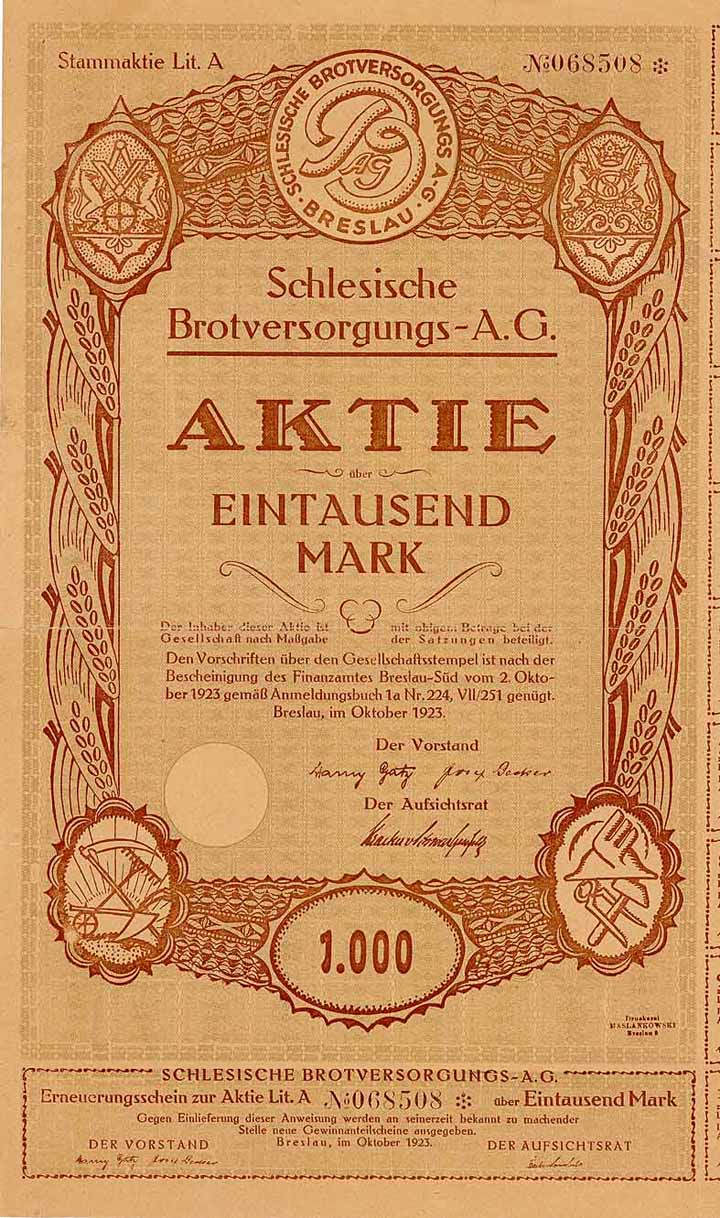 Stammaktie Lit. A
№068508 ፨
SCHLESISCHE BROTVERSORGUNGS A-G.
BAG
· BRESLAU ·
Schlesische
Brotversorgungs-A.G.
AKTIE
über
EINTAUSEND
MARK
Der Inhaber dieser Aktie ist mit obigem Betrage bei der
Gesellschaft nach Maßgabe der Satzungen beteiligt.
Den Vorschriften über den Gesellschaftsstempel ist nach der
Bescheinigung des Finanzamtes Breslau-Süd vom 2. Okto-
ber 1923 gemäß Anmeldungsbuch 1a Nr. 224, VII/251 genügt.
Breslau, im Oktober 1923.
Der Vorstand
Der Aufsichtsrat
1.000
Druckerei
MASLANKOWSKI
Breslau 8
SCHLESISCHE BROTVERSORGUNGS-A.G.
Erneuerungsschein zur Aktie Lit. A №068508 ፨ über Eintausend Mark
Gegen Einlieferung dieser Anweisung werden an seinerzeit bekannt zu machender
Stelle neue Gewinnanteilscheine ausgegeben.
DER VORSTAND Breslau, im Oktober 1923. DER AUFSICHTSRAT